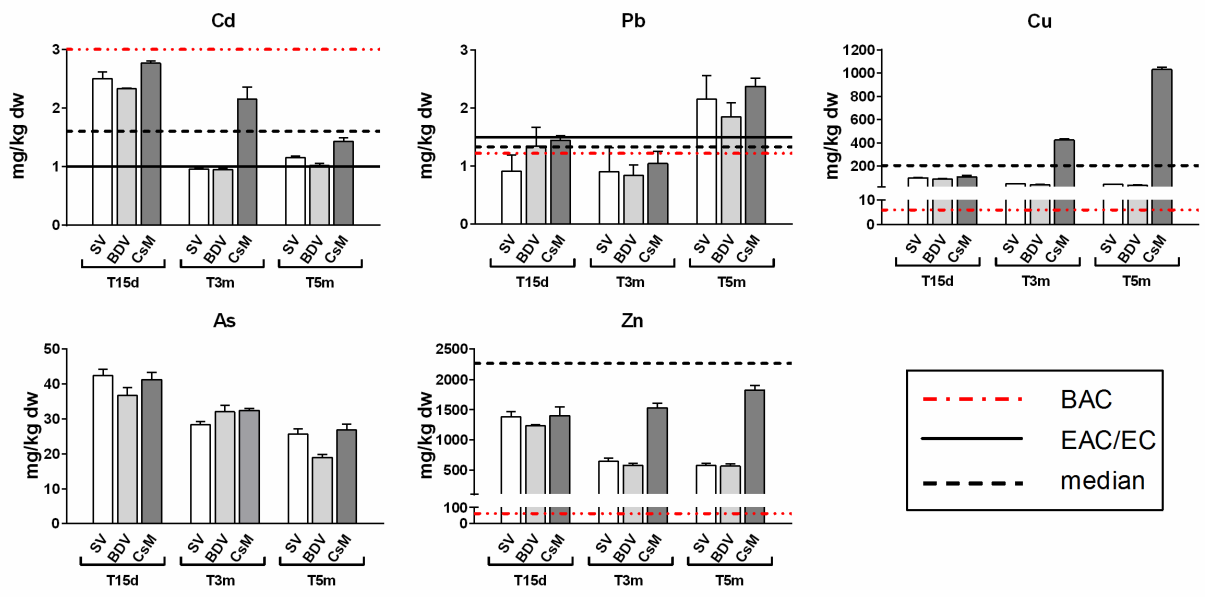 Cd
mg/kg dw
3
2
1
0
SV BDV CsM SV BDV CsM SV BDV CsM
T15d T3m T5m
Pb
mg/kg dw
3
2
1
0
SV BDV CsM SV BDV CsM SV BDV CsM
T15d T3m T5m
Cu
mg/kg dw
1200
1000
800
600
400
200
10
0
SV BDV CsM SV BDV CsM SV BDV CsM
T15d T3m T5m
As
mg/kg dw
50
40
30
20
10
0
SV BDV CsM SV BDV CsM SV BDV CsM
T15d T3m T5m
Zn
mg/kg dw
2500
2000
1500
1000
500
100
0
SV BDV CsM SV BDV CsM SV BDV CsM
T15d T3m T5m
BAC
EAC/EC
median